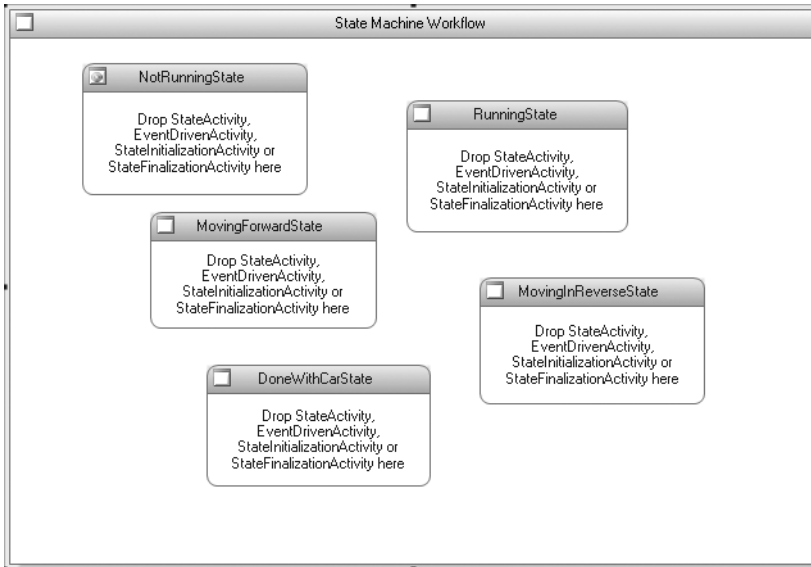 State Machine Workflow
NotRunningState
Drop StateActivity,
EventDrivenActivity,
StateInitializationActivity or
StateFinalizationActivity here
RunningState
Drop StateActivity,
EventDrivenActivity,
StateInitializationActivity or
StateFinalizationActivity here
MovingForwardState
Drop StateActivity,
EventDrivenActivity,
StateInitializationActivity or
StateFinalizationActivity here
MovingInReverseState
Drop StateActivity,
EventDrivenActivity,
StateInitializationActivity or
StateFinalizationActivity here
DoneWithCarState
Drop StateActivity,
EventDrivenActivity,
StateInitializationActivity or
StateFinalizationActivity here